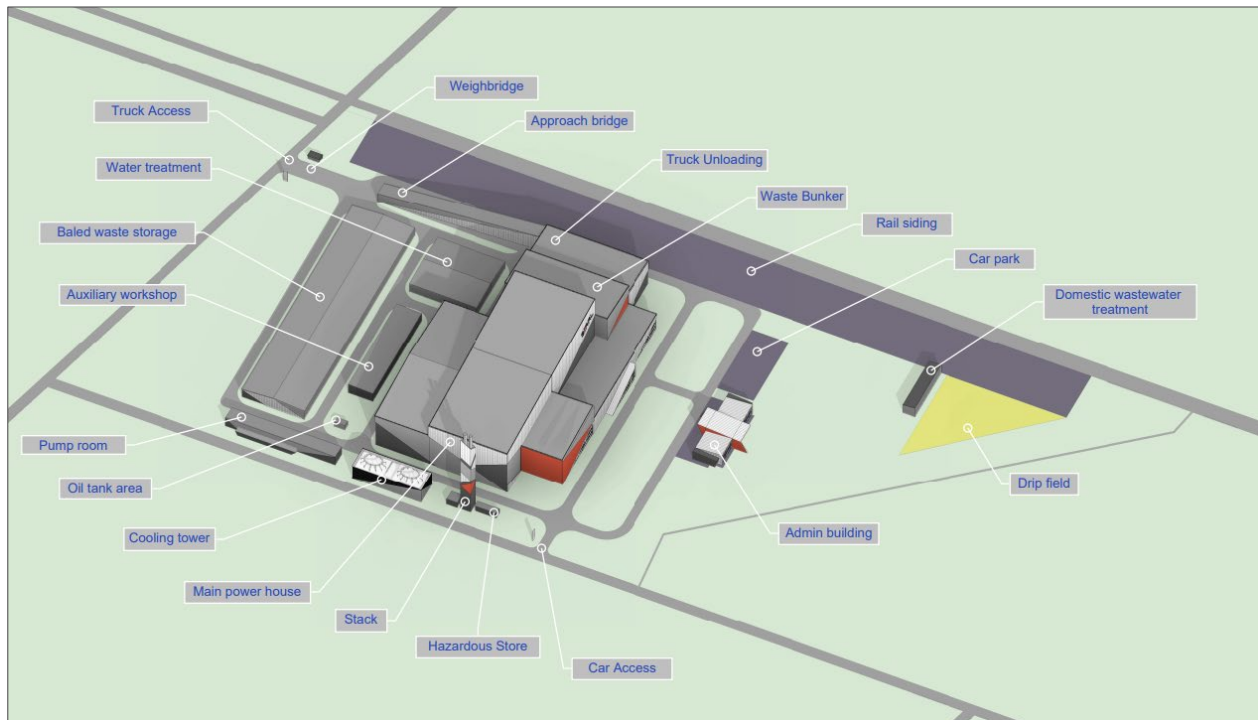 Weighbridge
Truck Access
Approach bridge
Water treatment
Truck Unloading
Waste Bunker
Baled waste storage
Rail siding
Car park
Auxiliary workshop
Domestic wastewater
treatment
Pump room
Oil tank area
Drip field
Cooling tower
Admin building
Main power house
Stack
Hazardous Store
Car Access